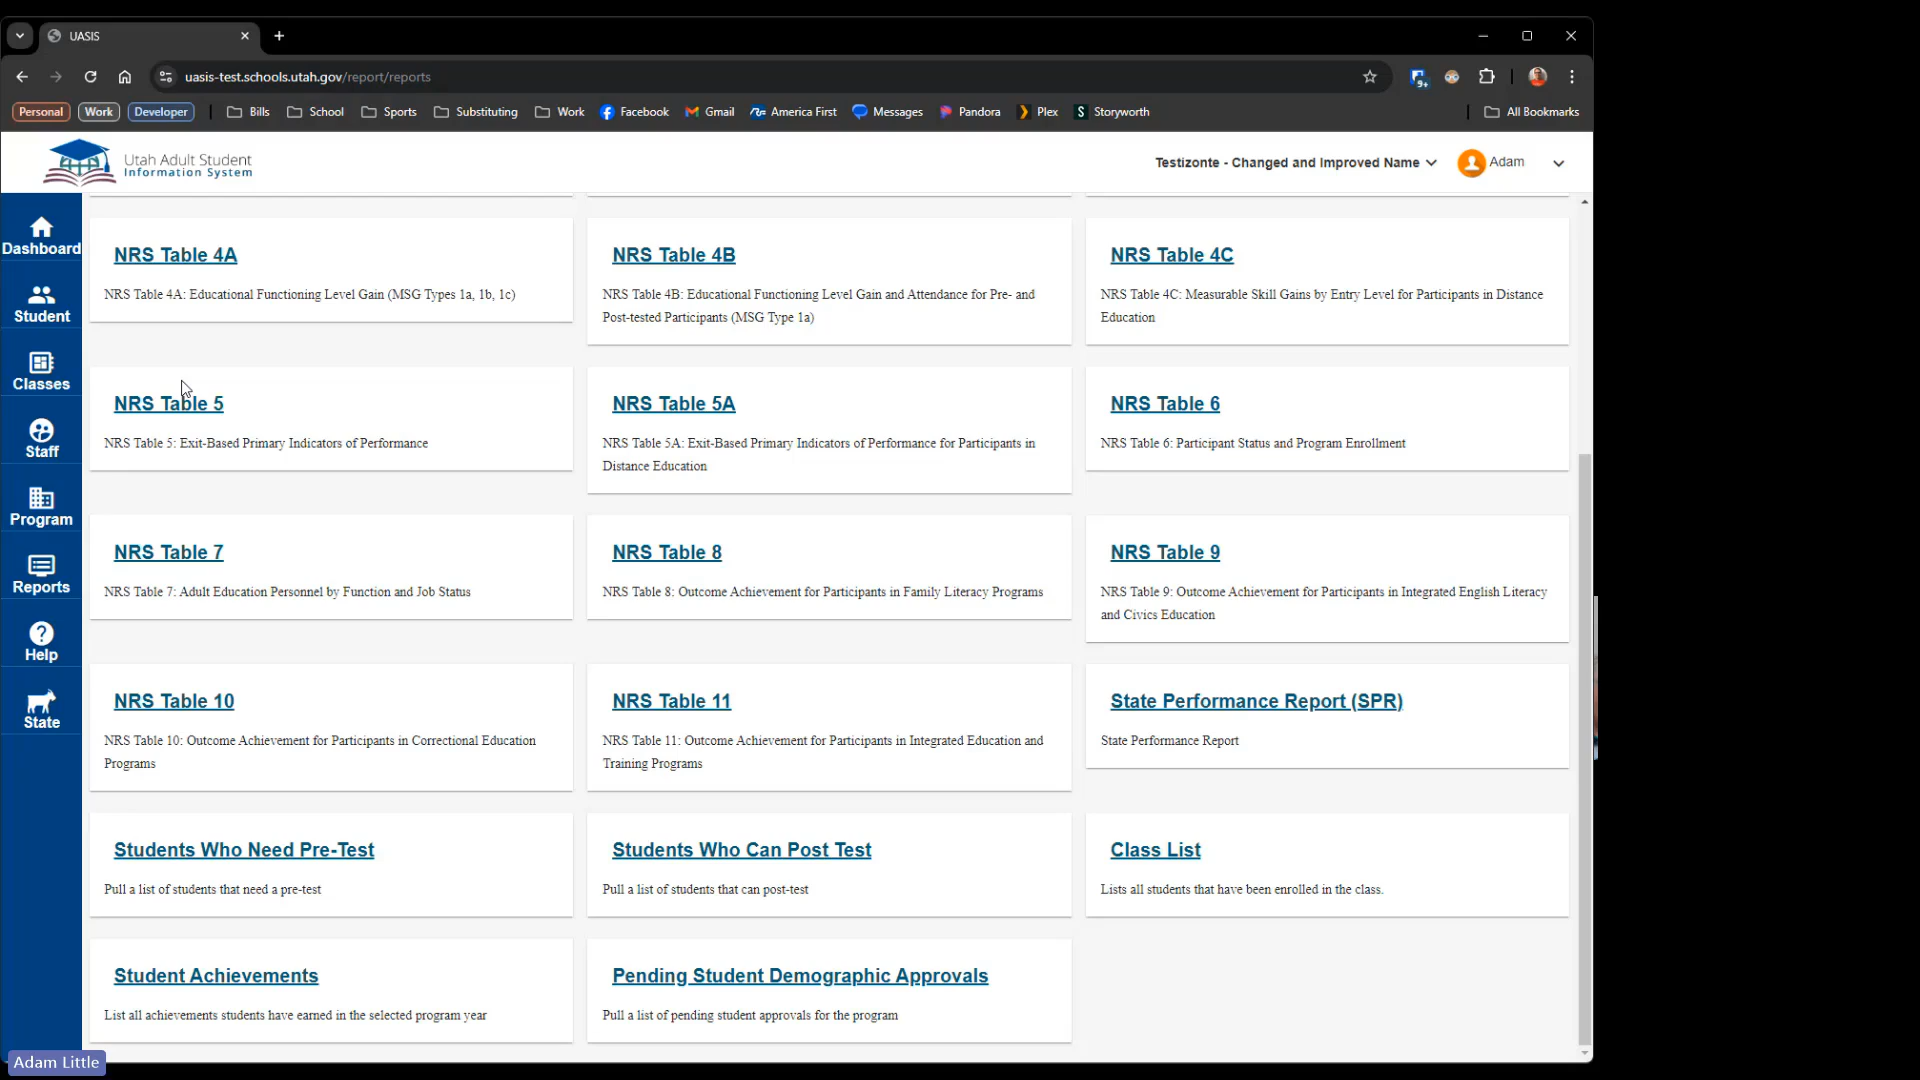 UASIS
uasis-test.schools.utah.gov/report/reports
9+
Personal Work Developer Bills School Sports Substituting Work Facebook Gmail America First Messages Pandora Plex Storyworth All Bookmarks
Utah Adult Student
Information System
Testizonte - Changed and Improved Name
Adam
Dashboard
Student
Classes
Staff
Program
Reports
Help
State
NRS Table 4A
NRS Table 4A: Educational Functioning Level Gain (MSG Types 1a, 1b, 1c)
NRS Table 4B
NRS Table 4B: Educational Functioning Level Gain and Attendance for Pre- and
Post-tested Participants (MSG Type 1a)
NRS Table 4C
NRS Table 4C: Measurable Skill Gains by Entry Level for Participants in Distance
Education
NRS Table 5
NRS Table 5: Exit-Based Primary Indicators of Performance
NRS Table 5A
NRS Table 5A: Exit-Based Primary Indicators of Performance for Participants in
Distance Education
NRS Table 6
NRS Table 6: Participant Status and Program Enrollment
NRS Table 7
NRS Table 7: Adult Education Personnel by Function and Job Status
NRS Table 8
NRS Table 8: Outcome Achievement for Participants in Family Literacy Programs
NRS Table 9
NRS Table 9: Outcome Achievement for Participants in Integrated English Literacy
and Civics Education
NRS Table 10
NRS Table 10: Outcome Achievement for Participants in Correctional Education
Programs
NRS Table 11
NRS Table 11: Outcome Achievement for Participants in Integrated Education and
Training Programs
State Performance Report (SPR)
State Performance Report
Students Who Need Pre-Test
Pull a list of students that need a pre-test
Students Who Can Post Test
Pull a list of students that can post-test
Class List
Lists all students that have been enrolled in the class.
Student Achievements
List all achievements students have earned in the selected program year
Pending Student Demographic Approvals
Pull a list of pending student approvals for the program
Adam Little